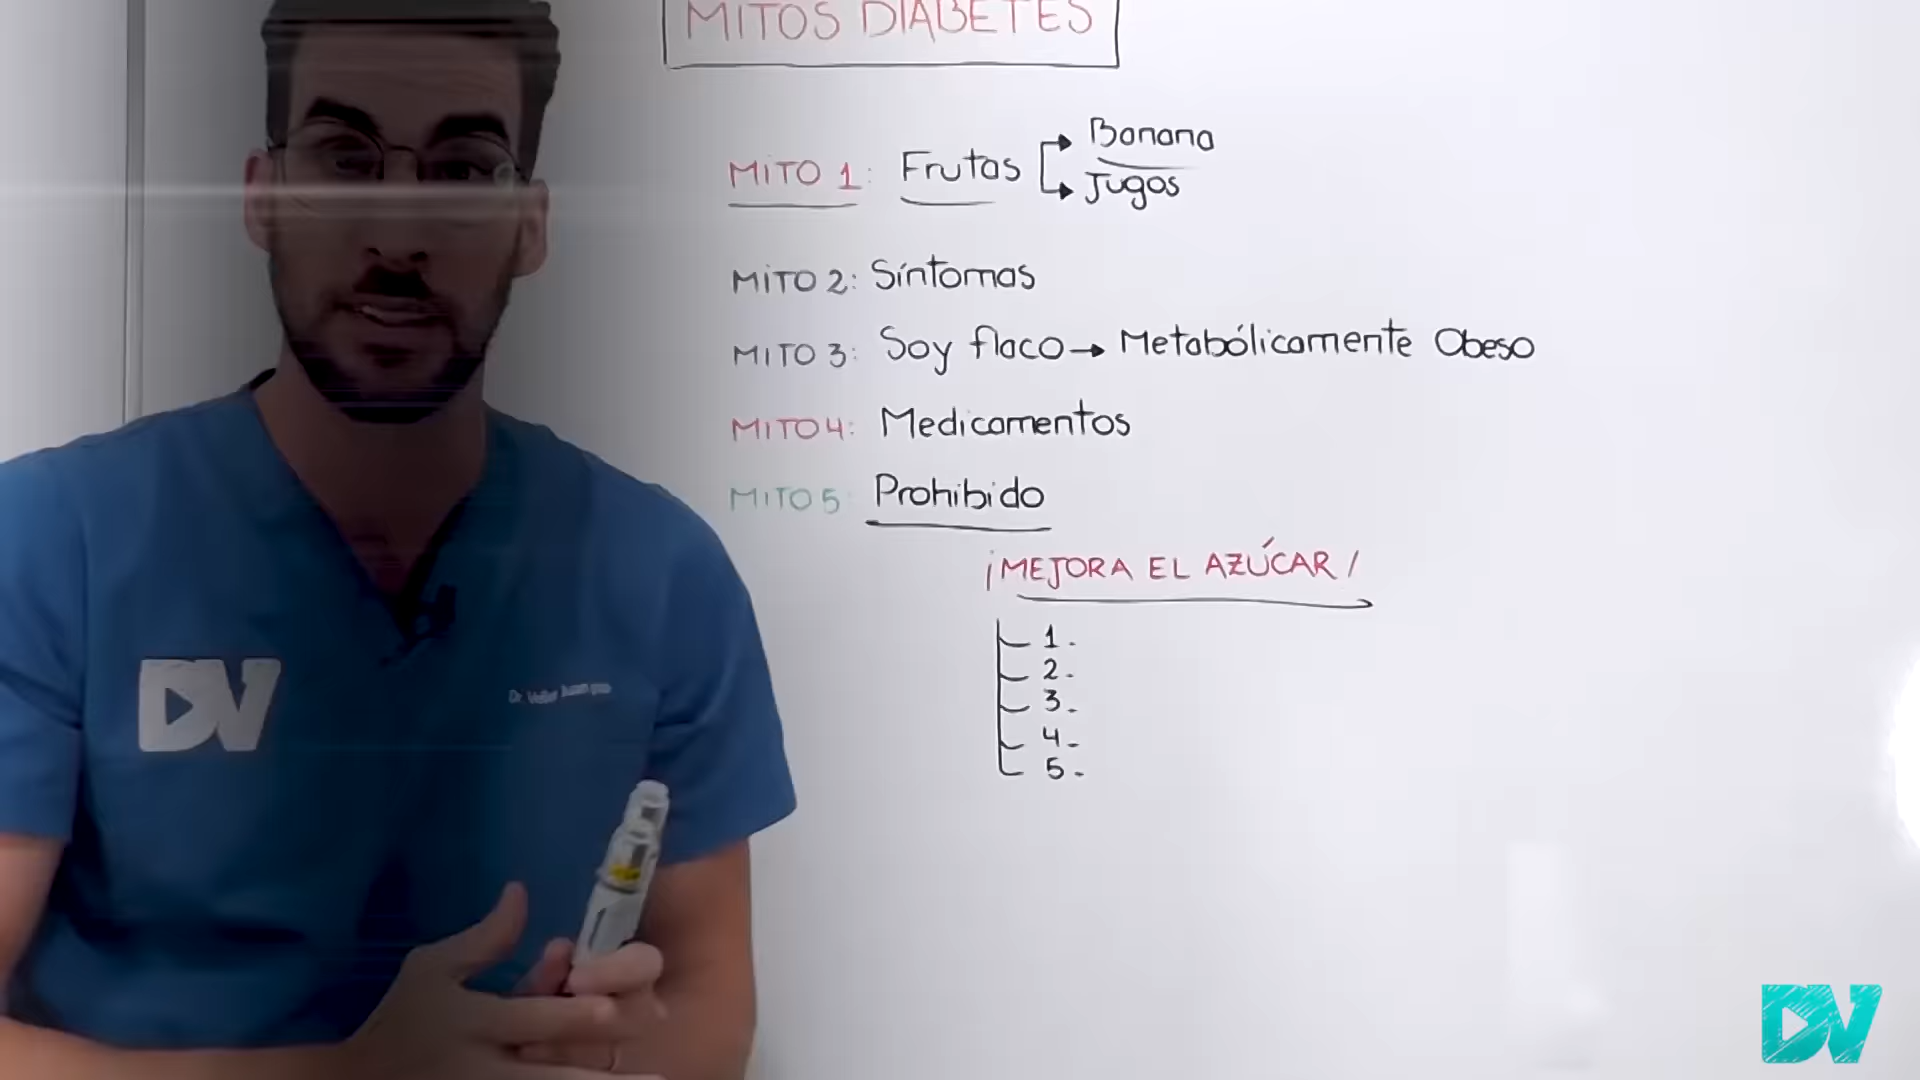 MITOS DIABETES
MITO 1: Frutas
Banana
Jugos
MITO 2: Síntomas
MITO 3: Soy flaco → Metabólicamente Obeso
MITO 4: Medicamentos
MITO 5 Prohibido
¡MEJORA EL AZÚCAR!
1.
2.
3.
4.
5.
DV
Dr.
DV